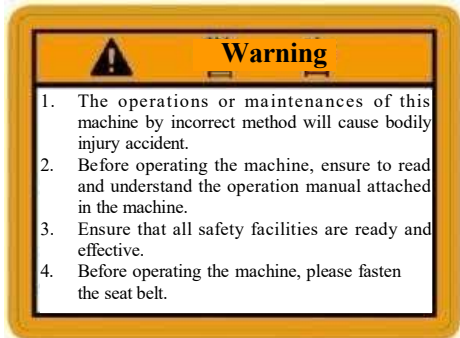 Warning
1. The operations or maintenances of this
machine by incorrect method will cause bodily
injury accident.
2. Before operating the machine, ensure to read
and understand the operation manual attached
in the machine.
3. Ensure that all safety facilities are ready and
effective.
4. Before operating the machine, please fasten
the seat belt.